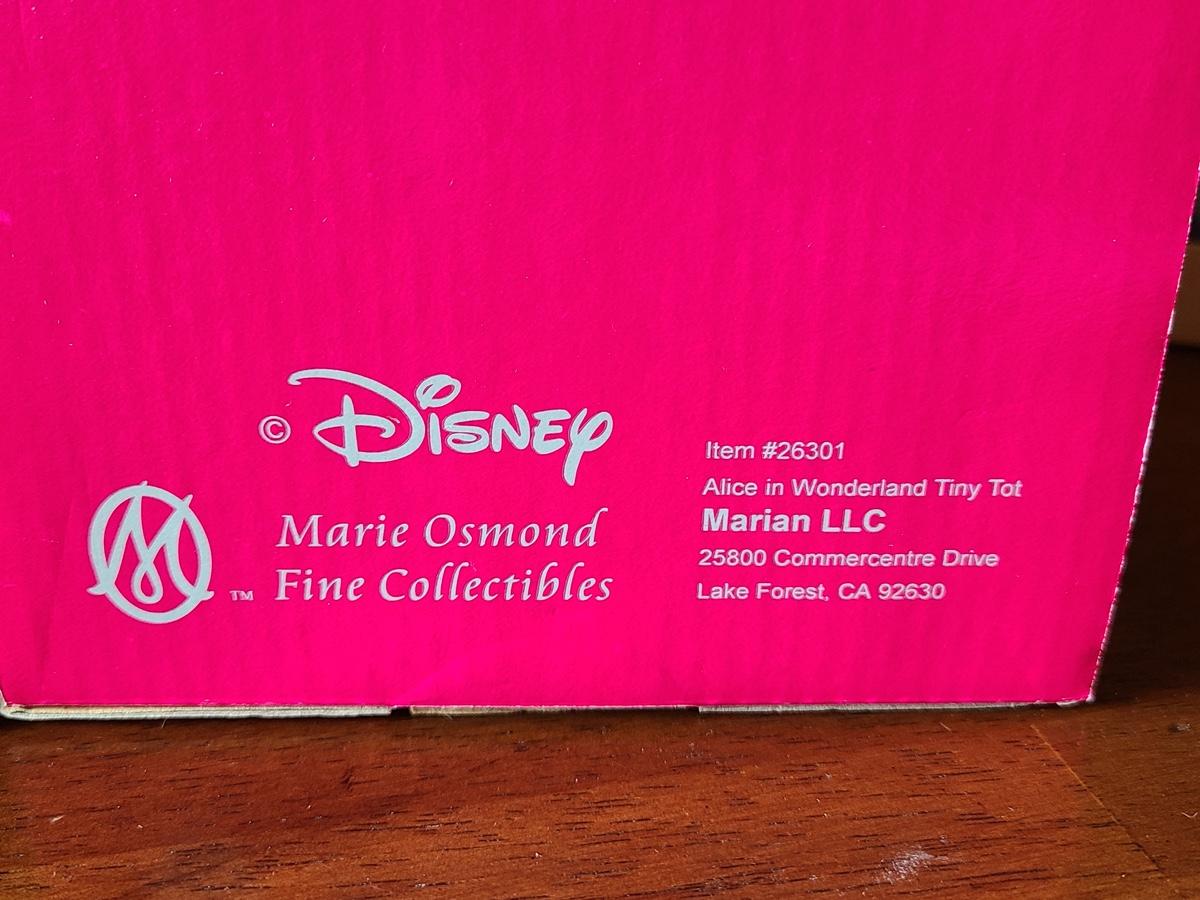 © Disney
M ™ Marie Osmond
Fine Collectibles
Item #26301
Alice in Wonderland Tiny Tot
Marian LLC
25800 Commercentre Drive
Lake Forest, CA 92630